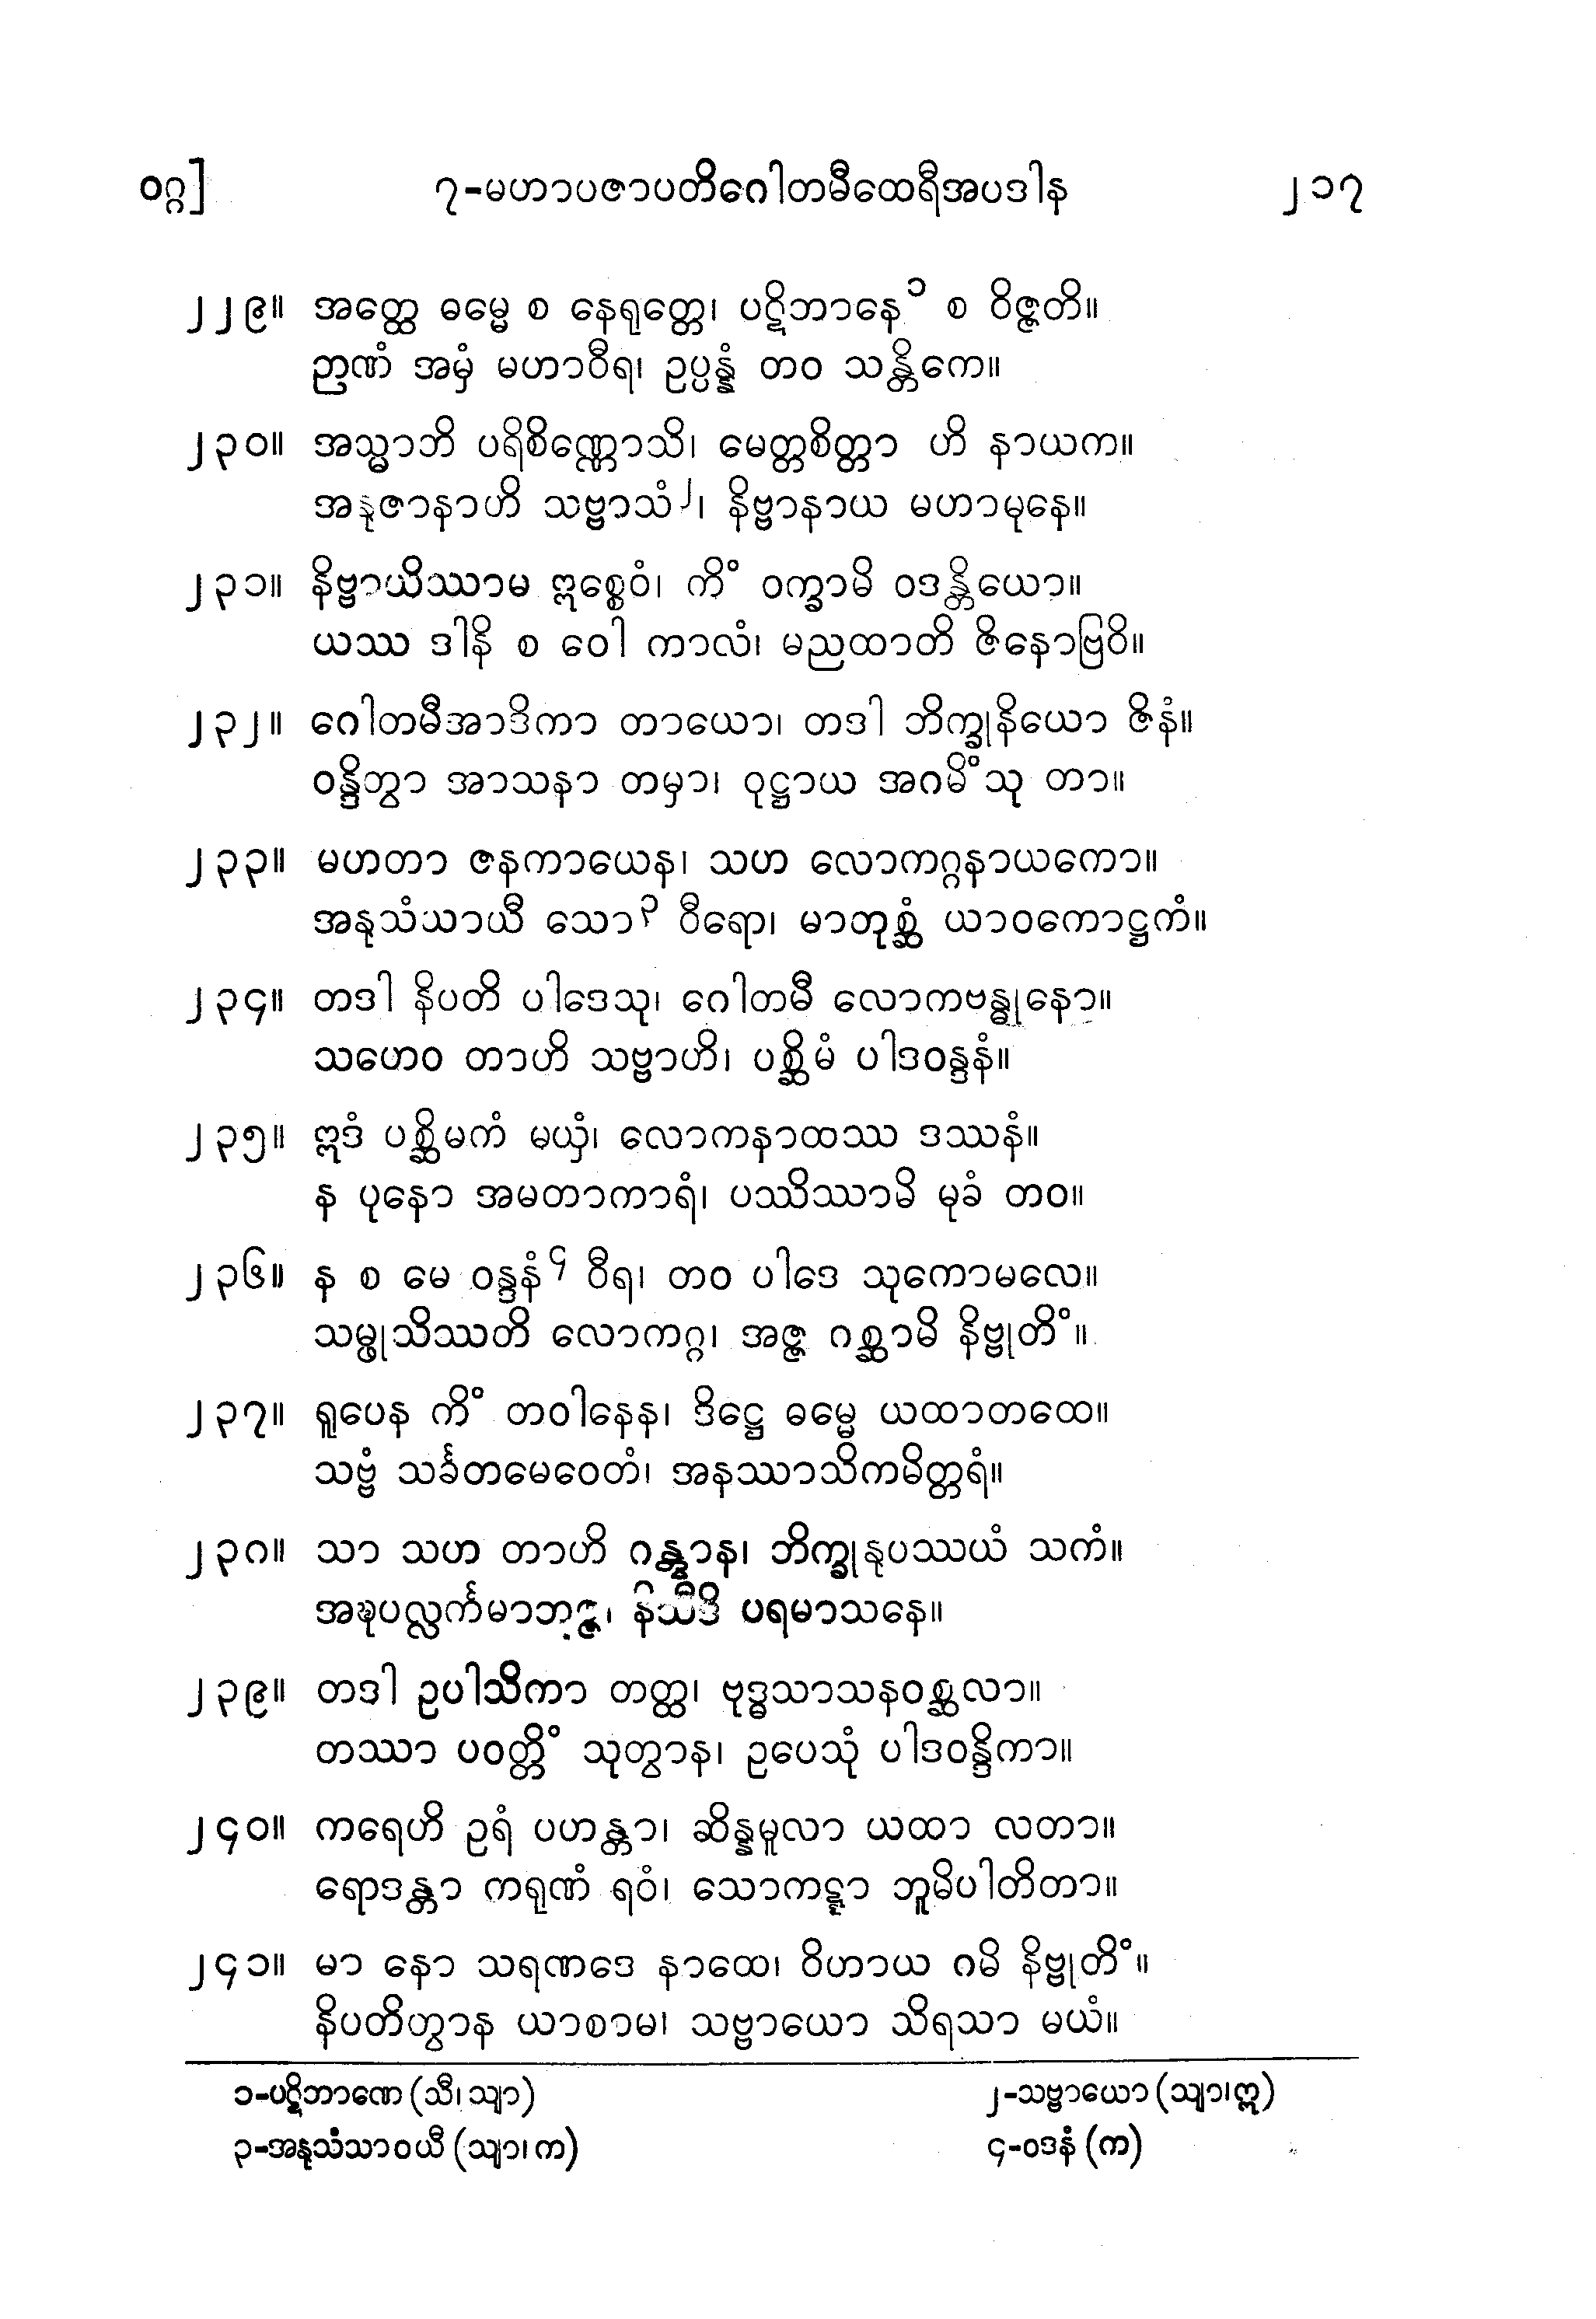 ဝဂ္ဂ] ၇-မဟာပဇာပတိဂေါတမီထေရီအပဒါန ၂၁၇
၂၂၉။ အတ္ထေ ဓမ္မေ စ နေရုတ္တေ၊ ပဋိဘာနေ၁ စ ဝိဇ္ဇတိ။
ဉာဏံ အမှံ မဟာဝီရ၊ ဥပ္ပန္နံ တဝ သန္တိကေ။
၂၃၀။ အသ္မာဘိ ပရိစိဏ္ဏောသိ၊ မေတ္တစိတ္တာ ဟိ နာယက။
အနုဇာနာဟိ သဗ္ဗာသံ၂၊ နိဗ္ဗာနာယ မဟာမုနေ။
၂၃၁။ နိဗ္ဗာယိဿာမ ဣစ္စေဝံ၊ ကိံ ဝက္ခာမိ ဝဒန္တိယော။
ယဿ ဒါနိ စ ဝေါ ကာလံ၊ မညထာတိ ဇိနောဗြဝိ။
၂၃၂။ ဂေါတမီအာဒိကာ တာယော၊ တဒါ ဘိက္ခုနိယော ဇိနံ။
ဝန္ဒိတွာ အာသနာ တမှာ၊ ဝုဋ္ဌာယ အဂမိံသု တာ။
၂၃၃။ မဟတာ ဇနကာယေန၊ သဟ လောကဂ္ဂနာယကော။
အနုသံယာယီ သော၃ ဝီရော၊ မာတုစ္ဆံ ယာဝကောဋ္ဌကံ။
၂၃၄။ တဒါ နိပတိ ပါဒေသု၊ ဂေါတမီ လောကဗန္ဓုနော။
သဟေဝ တာဟိ သဗ္ဗာဟိ၊ ပစ္ဆိမံ ပါဒဝန္ဒနံ။
၂၃၅။ ဣဒံ ပစ္ဆိမကံ မယှံ၊ လောကနာထဿ ဒဿနံ။
န ပုနော အမတာကာရံ၊ ပဿိဿာမိ မုခံ တဝ။
၂၃၆။ န စ မေ ဝန္ဒနံ၄ ဝီရ၊ တဝ ပါဒေ သုကောမလေ။
သမ္ဖုသိဿတိ လောကဂ္ဂ၊ အဇ္ဇ ဂစ္ဆာမိ နိဗ္ဗုတိံ။
၂၃၇။ ရူပေန ကိံ တဝါနေန၊ ဒိဋ္ဌေ ဓမ္မေ ယထာတထေ။
သဗ္ဗံ သင်္ခတမေဝေတံ၊ အနဿာသိကမိတ္တရံ။
၂၃၈။ သာ သဟ တာဟိ ဂန္တွာန၊ ဘိက္ခုနုပဿယံ သကံ။
အဍ္ဎပလ္လင်္ကမာဘုဇ္ဇ၊ နိသီဒိ ပရမာသနေ။
၂၃၉။ တဒါ ဥပါသိကာ တတ္ထ၊ ဗုဒ္ဓသာသနဝစ္ဆလာ။
တဿာ ပဝတ္တိံ သုတွာန၊ ဥပေသုံ ပါဒဝန္ဒိကာ။
၂၄၀။ ကရေဟိ ဥရံ ပဟန္တာ၊ ဆိန္နမူလာ ယထာ လတာ။
ရောဒန္တာ ကရုဏံ ရဝံ၊ သောကဋ္ဋာ ဘူမိပါတိတာ။
၂၄၁။ မာ နော သရဏဒေ နာထေ၊ ဝိဟာယ ဂမိ နိဗ္ဗုတိံ။
နိပတိတွာန ယာစာမ၊ သဗ္ဗာယော သိရသာ မယံ။
၁-ပဋိဘာဏေ (သီ၊ သျာ) ၂-သဗ္ဗာယော (သျာ၊ဣ)
၃-အနုသံသာဝယီ (သျာ၊ က) ၄-ဝဒနံ (က)